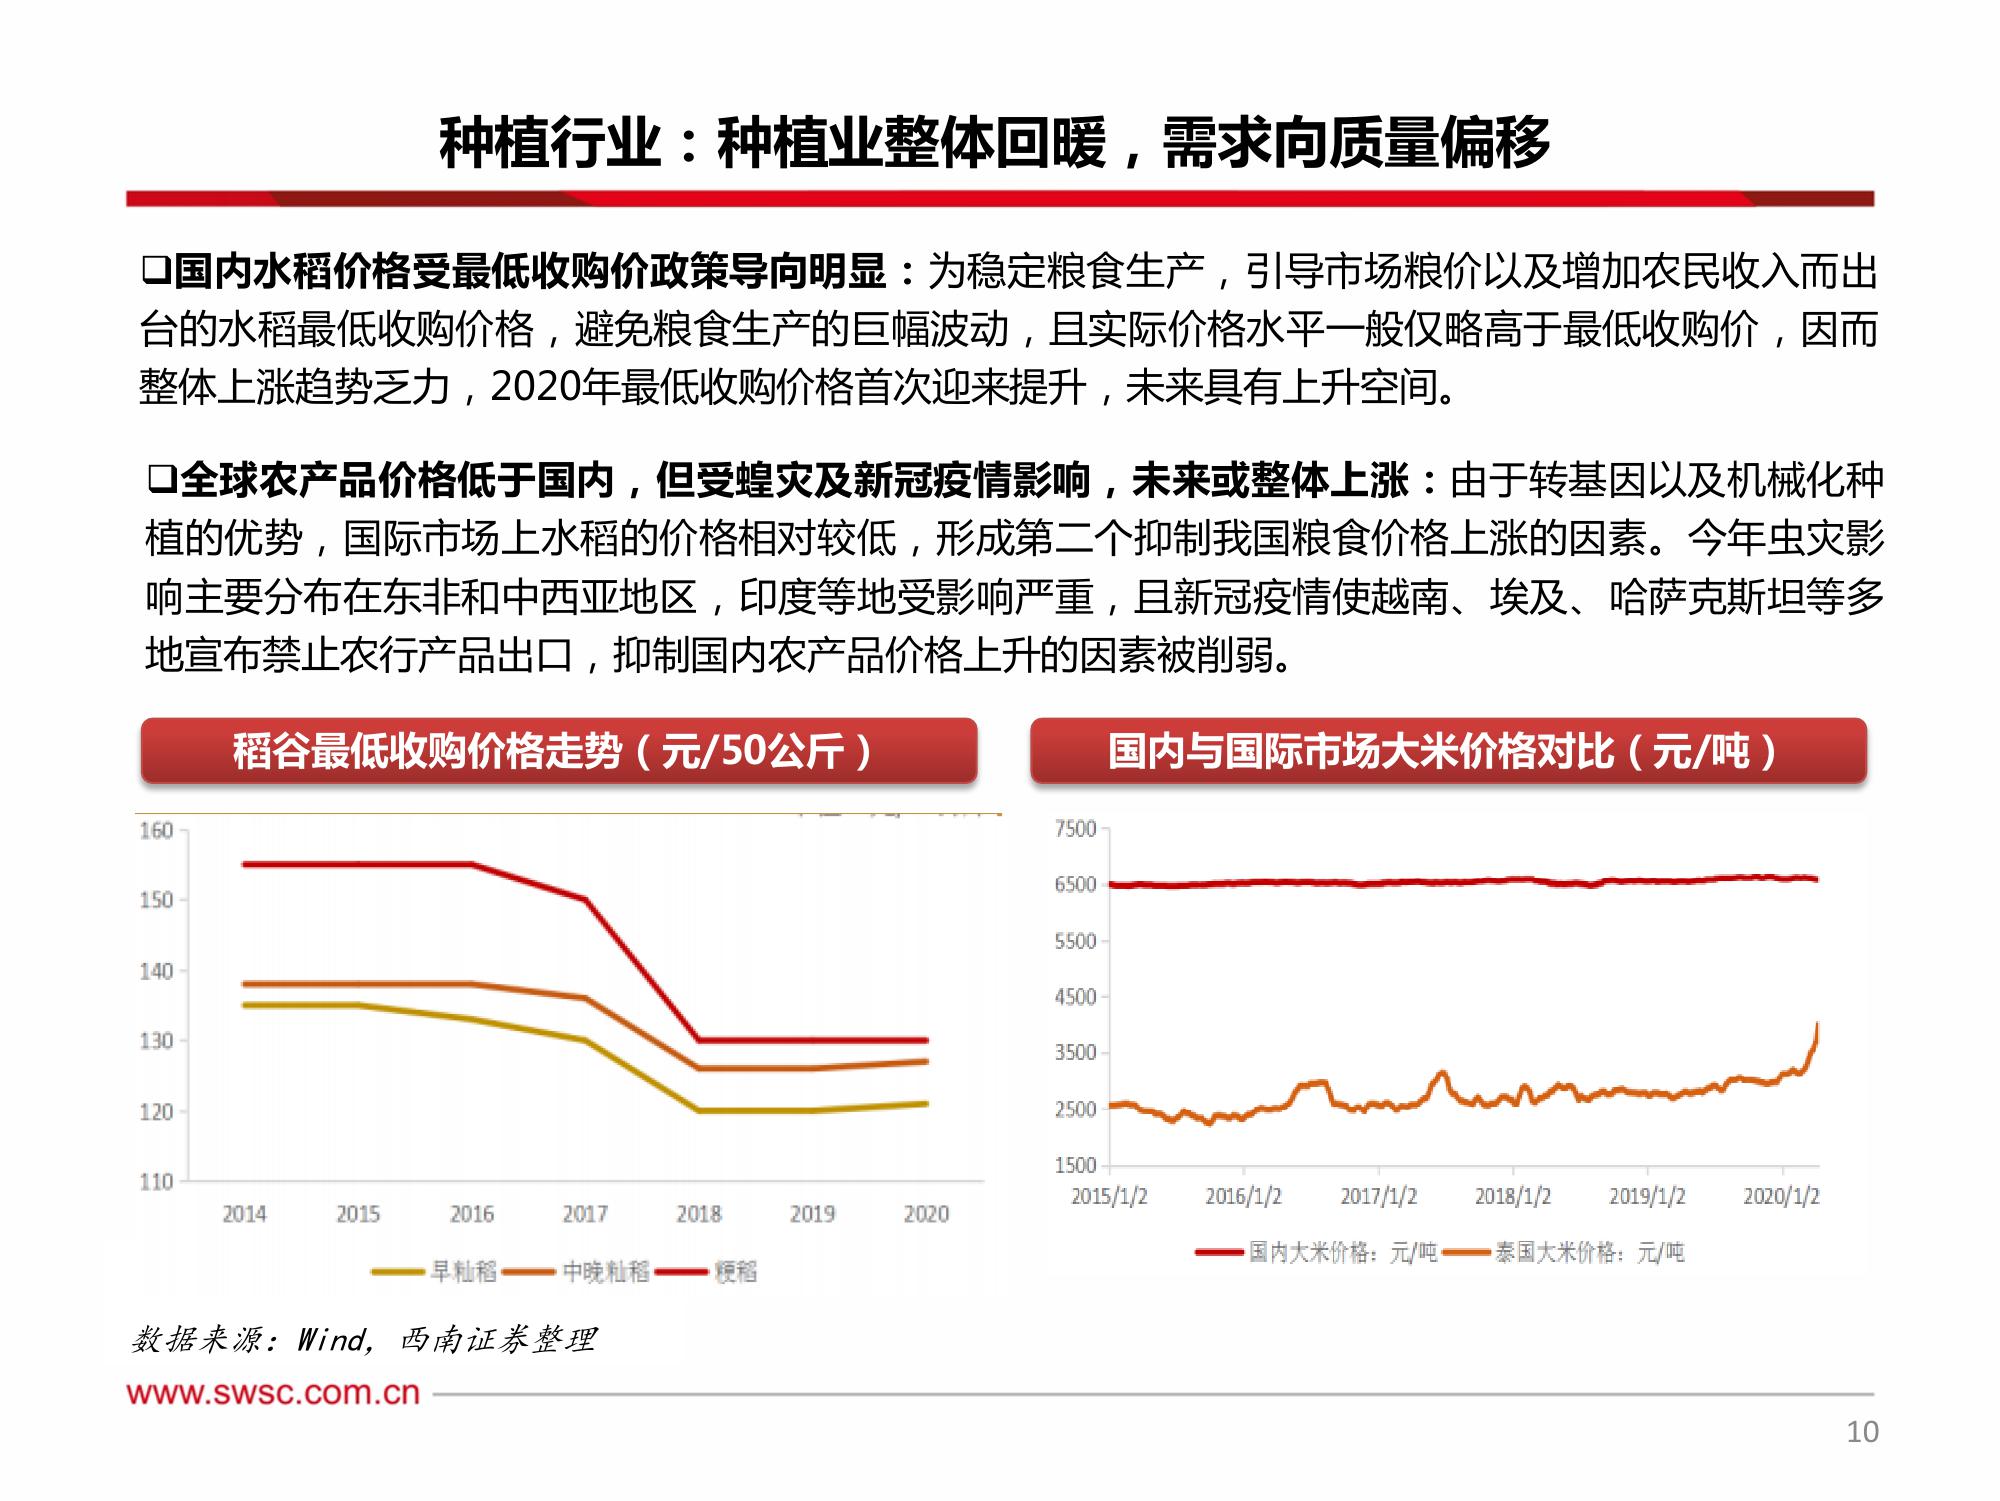 种植行业：种植业整体回暖，需求向质量偏移
❑国内水稻价格受最低收购价政策导向明显：为稳定粮食生产，引导市场粮价以及增加农民收入而出
台的水稻最低收购价格，避免粮食生产的巨幅波动，且实际价格水平一般仅略高于最低收购价，因而
整体上涨趋势乏力，2020年最低收购价格首次迎来提升，未来具有上升空间。
❑全球农产品价格低于国内，但受蝗灾及新冠疫情影响，未来或整体上涨：由于转基因以及机械化种
植的优势，国际市场上水稻的价格相对较低，形成第二个抑制我国粮食价格上涨的因素。今年虫灾影
响主要分布在东非和中西亚地区，印度等地受影响严重，且新冠疫情使越南、埃及、哈萨克斯坦等多
地宣布禁止农行产品出口，抑制国内农产品价格上升的因素被削弱。
稻谷最低收购价格走势（元/50公斤）
160
150
140
130
120
110
2014 2015 2016 2017 2018 2019 2020
早籼稻 中晚籼稻 粳稻
国内与国际市场大米价格对比（元/吨）
7500
6500
5500
4500
3500
2500
1500
2015/1/2 2016/1/2 2017/1/2 2018/1/2 2019/1/2 2020/1/2
国内大米价格：元/吨 泰国大米价格：元/吨
数据来源：Wind, 西南证券整理
www.swsc.com.cn
10